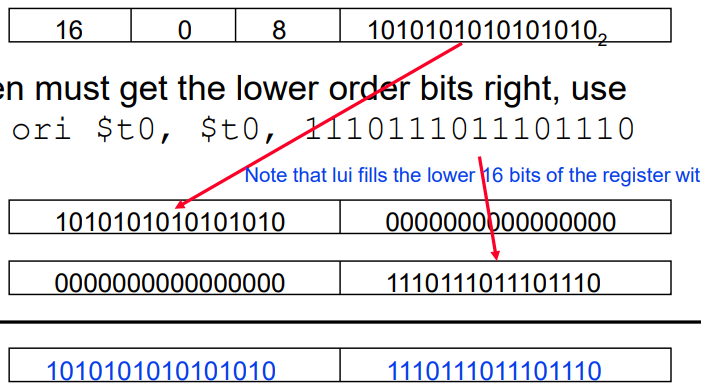 16 0 8 1010101010101010₂
en must get the lower order bits right, use
ori $t0, $t0, 1110111011101110
Note that lui fills the lower 16 bits of the register wit
1010101010101010 0000000000000000
0000000000000000 1110111011101110
1010101010101010 1110111011101110